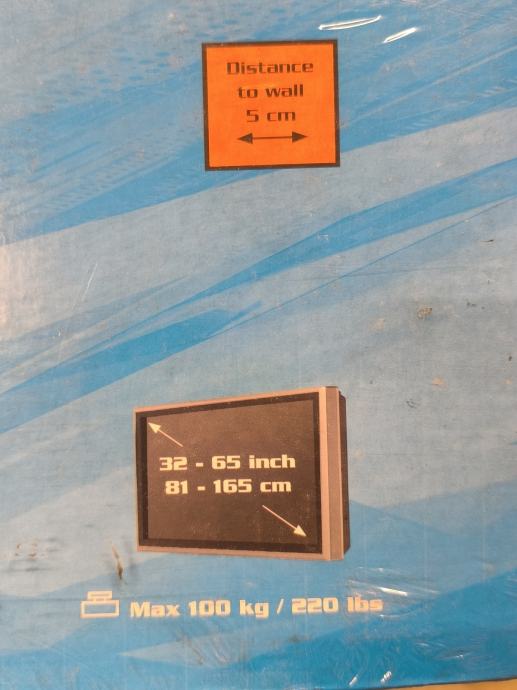 Distance
to wall
5 cm
32 - 65 inch
81 - 165 cm
Max 100 kg / 220 lbs